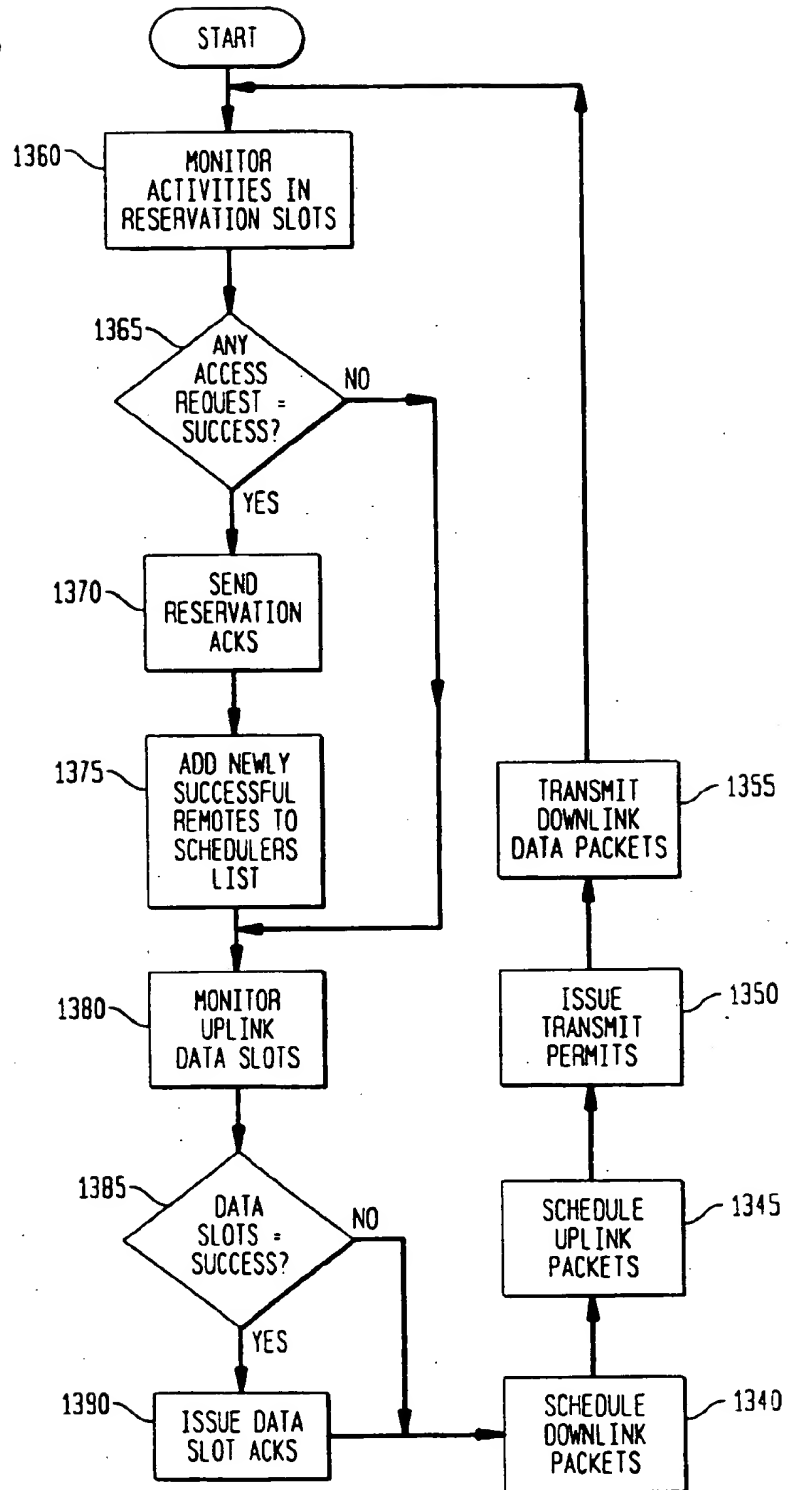 START
1360
MONITOR
ACTIVITIES IN
RESERVATION SLOTS
1365
ANY
ACCESS
REQUEST =
SUCCESS?
NO
YES
1370
SEND
RESERVATION
ACKS
1375
ADD NEWLY
SUCCESSFUL
REMOTES TO
SCHEDULERS
LIST
1380
MONITOR
UPLINK
DATA SLOTS
1385
DATA
SLOTS =
SUCCESS?
NO
YES
1390
ISSUE DATA
SLOT ACKS
SCHEDULE
DOWNLINK
PACKETS
1340
SCHEDULE
UPLINK
PACKETS
1345
ISSUE
TRANSMIT
PERMITS
1350
TRANSMIT
DOWNLINK
DATA PACKETS
1355